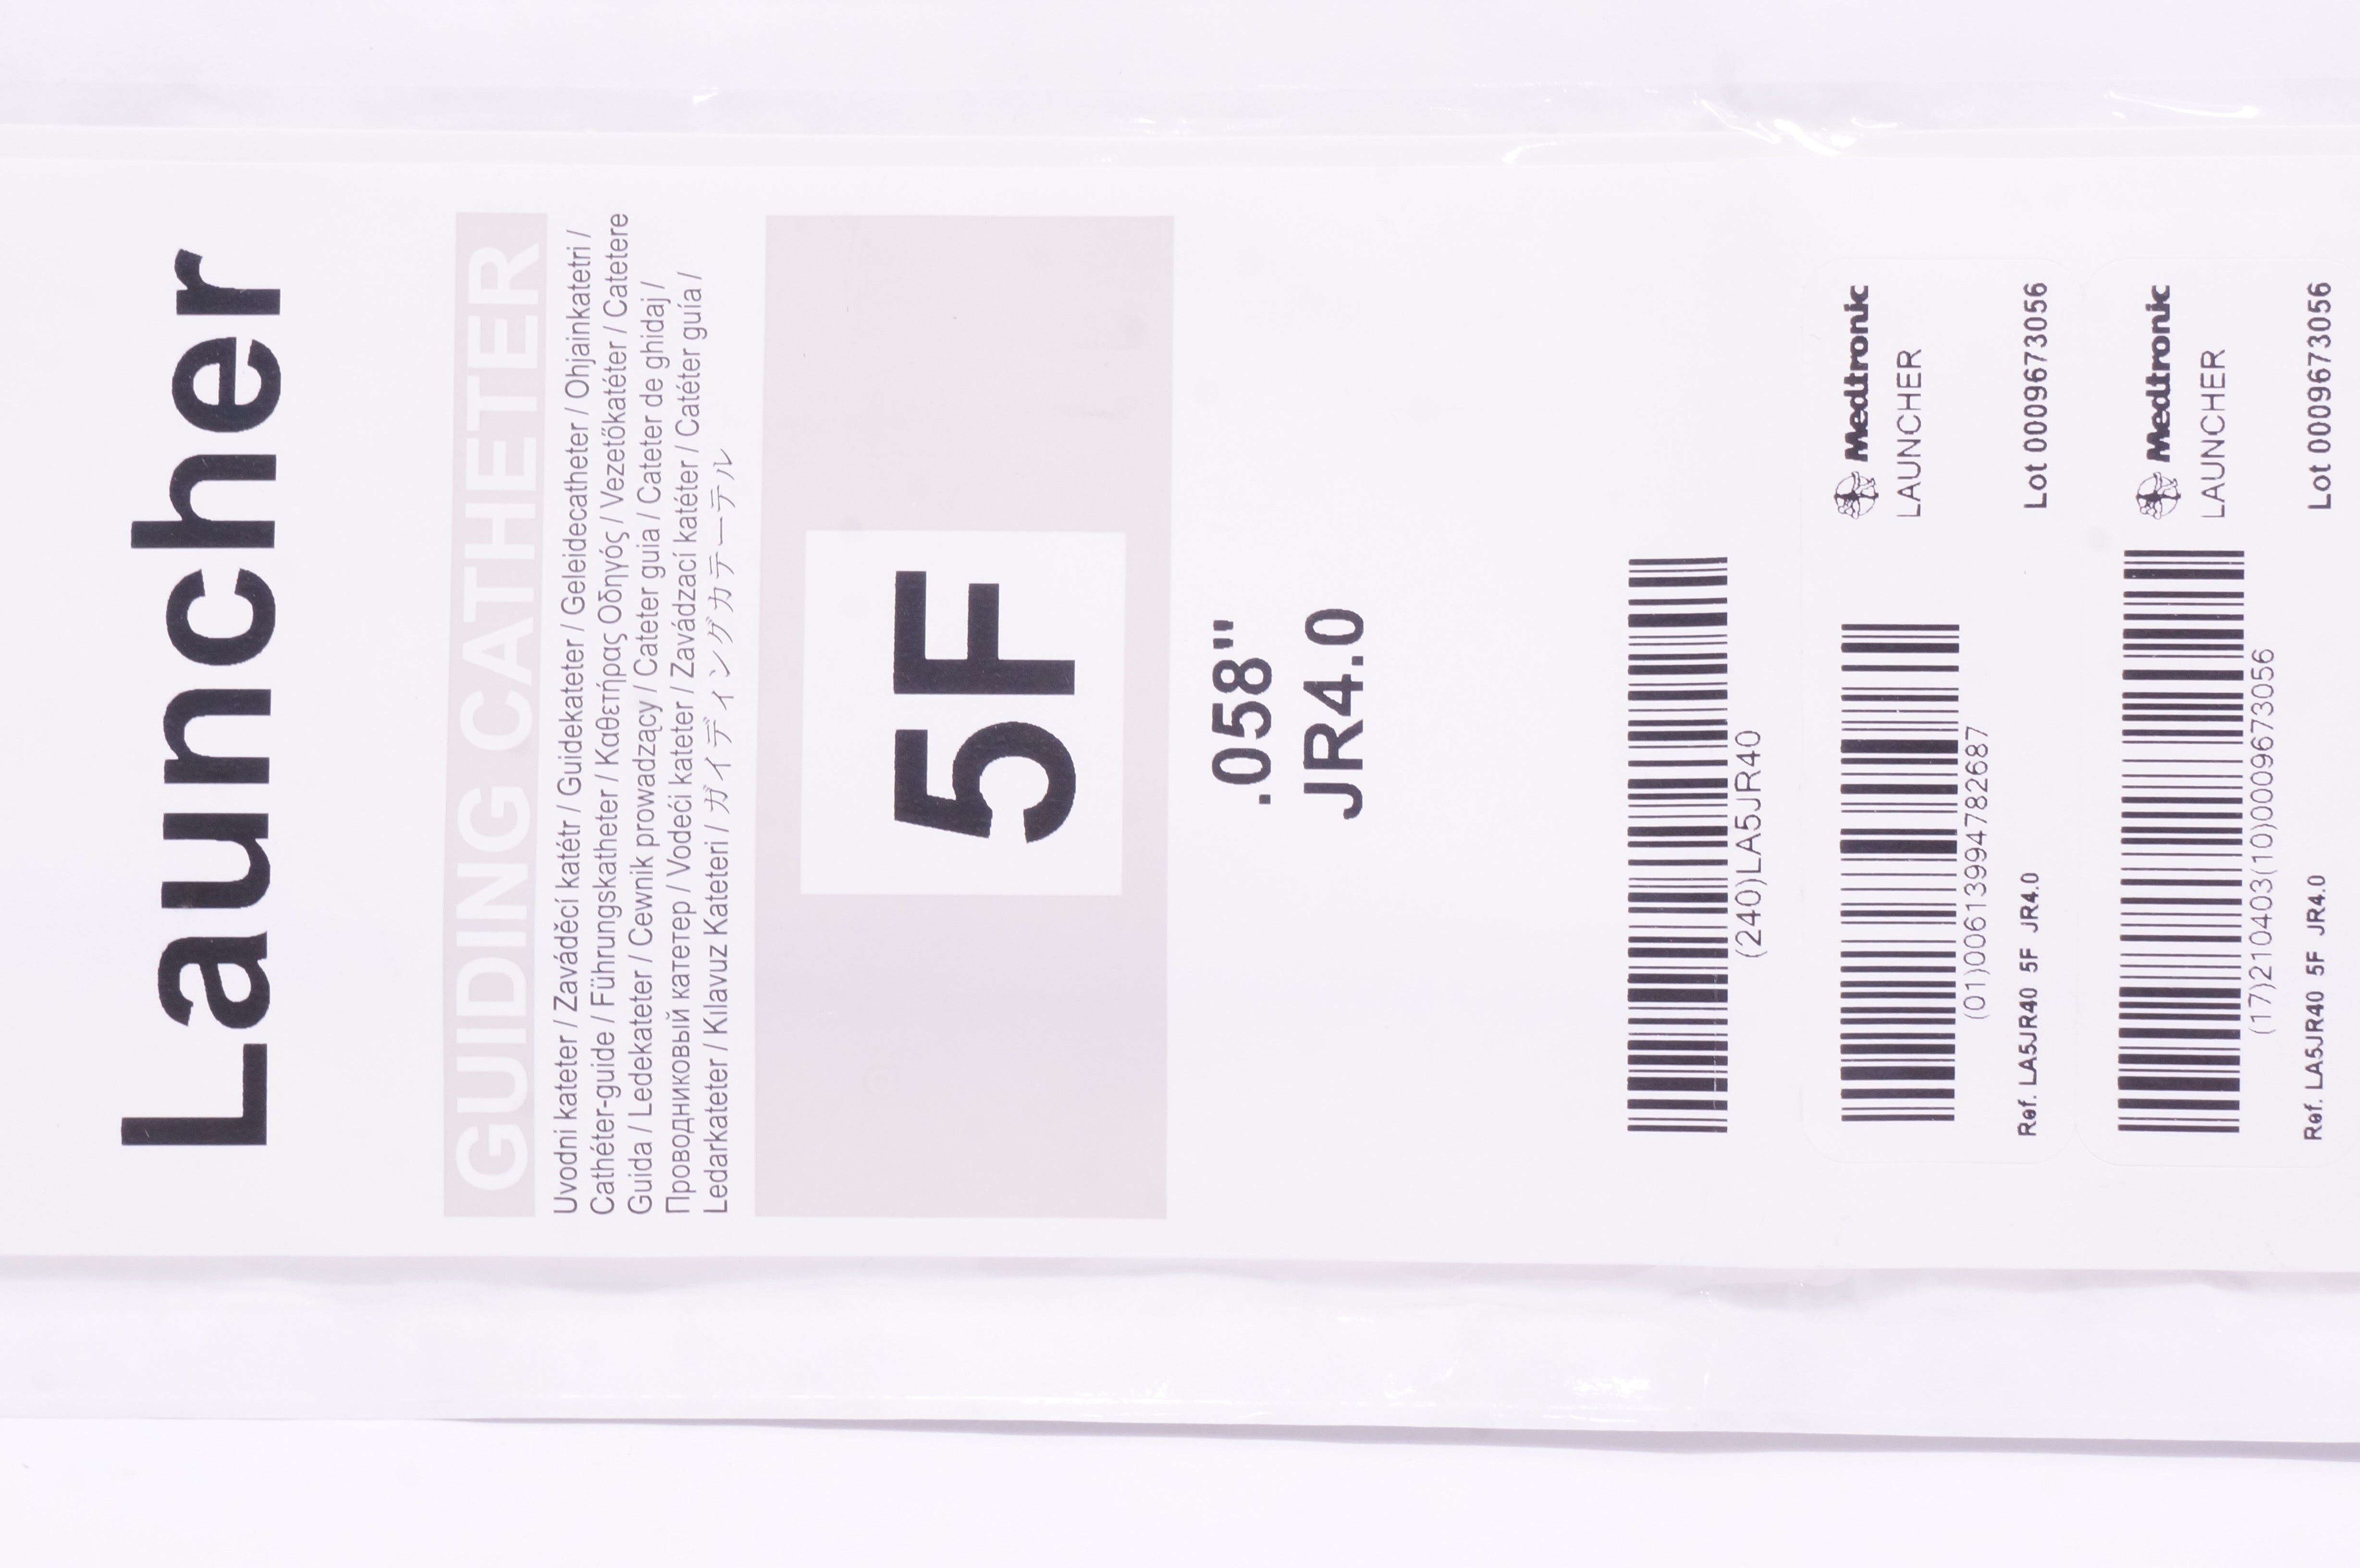 Launcher
GUIDING CATHETER
Uvodni kateter / Zaváděcí katétr / Guidekateter / Geleidecatheter / Ohjainkatetri /
Cathéter-guide / Führungskatheter / Καθετήρας Οδηγός / Vezetőkatéter / Catetere
Guida / Ledekateter / Cewnik prowadzący / Cateter guia / Cateter de ghidaj /
Проводниковый катетер / Vodeći kateter / Zavádzací katéter / Catéter guía /
Ledarkateter / Kılavuz Kateteri / ガイディングカテーテル
5F
.058"
JR4.0
(240)LA5JR40
Medtronic
LAUNCHER
(01)00613994782687
Ref. LA5JR40 5F JR4.0
Lot 0009673056
Medtronic
LAUNCHER
(17)210403(10)0009673056
Ref. LA5JR40 5F JR4.0
Lot 0009673056